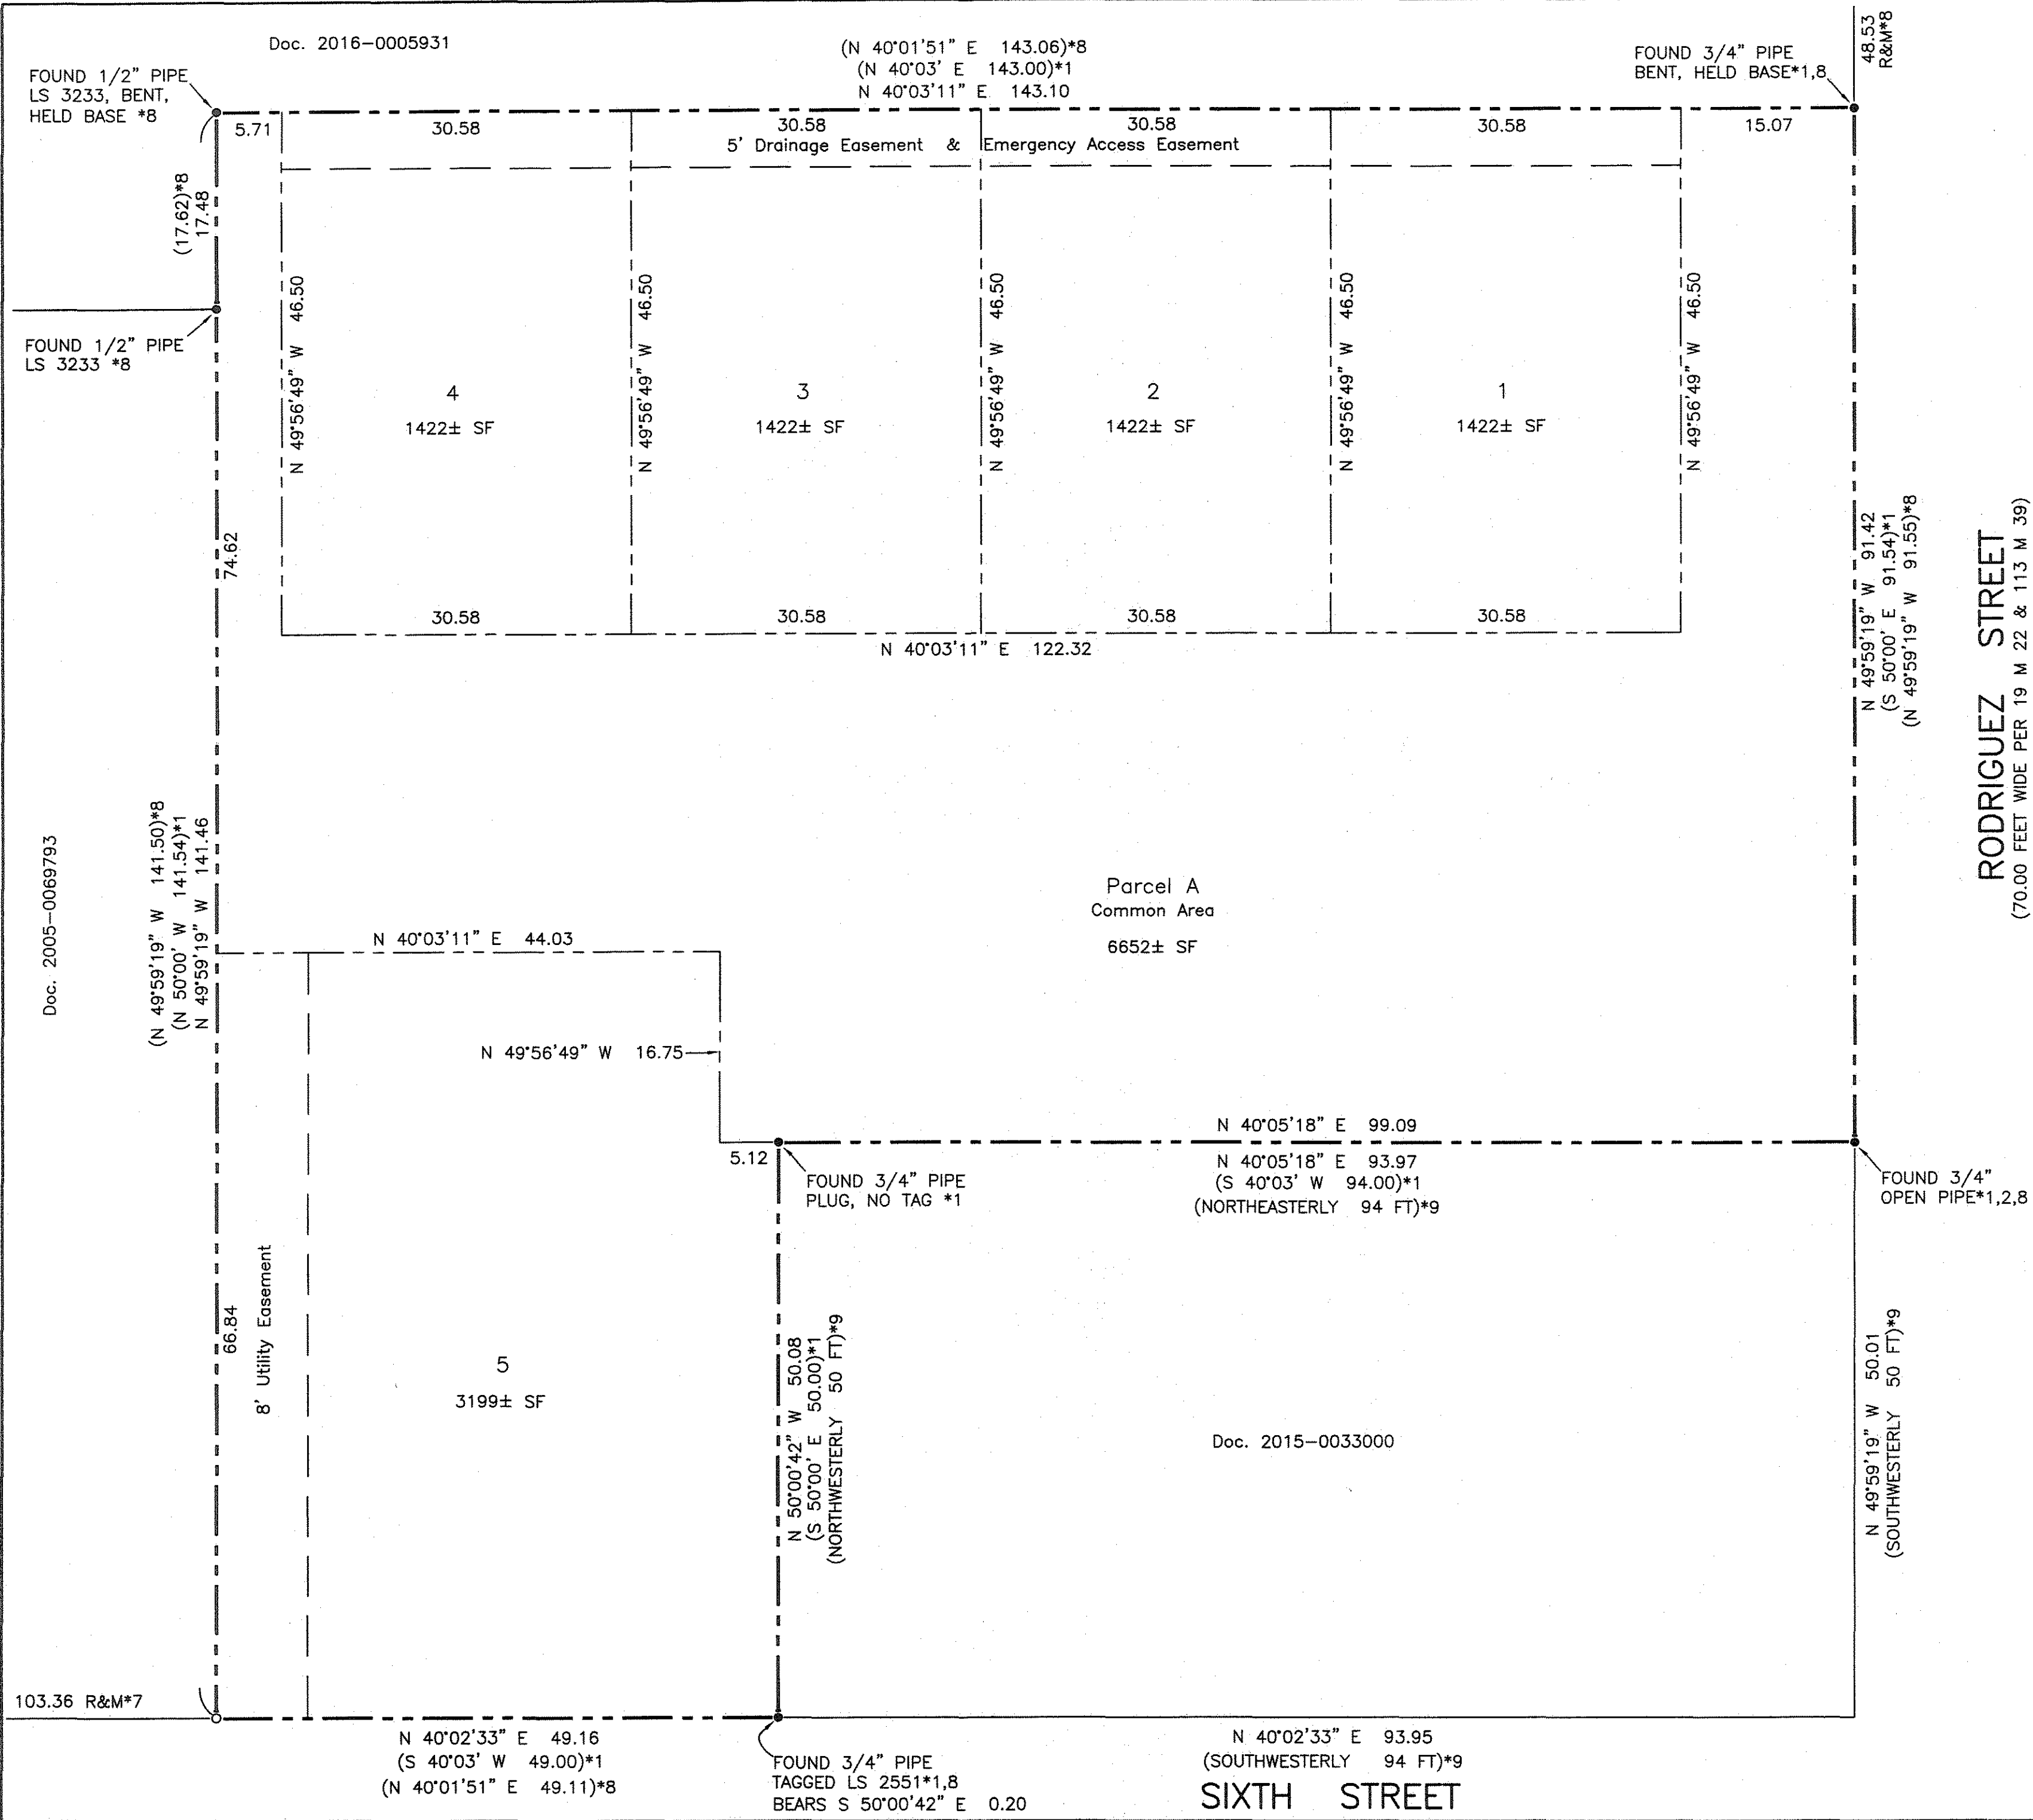 Doc. 2016-0005931
(N 40°01'51" E 143.06)*8
(N 40°03' E 143.00)*1
N 40°03'11" E 143.10
FOUND 1/2" PIPE
LS 3233, BENT,
HELD BASE *8
FOUND 3/4" PIPE
BENT, HELD BASE*1,8
48.53
R&M*8
5.71
30.58
30.58
30.58
30.58
15.07
5' Drainage Easement & Emergency Access Easement
(17.62)*8
17.48
FOUND 1/2" PIPE
LS 3233 *8
N 49°56'49" W 46.50
N 49°56'49" W 46.50
N 49°56'49" W 46.50
N 49°56'49" W 46.50
N 49°56'49" W 46.50
4
1422± SF
3
1422± SF
2
1422± SF
1
1422± SF
74.62
30.58
30.58
30.58
30.58
N 40°03'11" E 122.32
N 49°59'19" W 91.42
(S 50°00' E 91.54)*1
(N 49°59'19" W 91.55)*8
RODRIGUEZ STREET
(70.00 FEET WIDE PER 19 M 22 & 113 M 39)
Doc. 2005-0069793
(N 49°59'19" W 141.50)*8
(N 50°00' W 141.54)*1
N 49°59'19" W 141.46
Parcel A
Common Area
6652± SF
N 40°03'11" E 44.03
N 49°56'49" W 16.75
5.12
FOUND 3/4" PIPE
PLUG, NO TAG *1
N 40°05'18" E 99.09
N 40°05'18" E 93.97
(S 40°03' W 94.00)*1
(NORTHEASTERLY 94 FT)*9
FOUND 3/4"
OPEN PIPE*1,2,8
66.84
8' Utility Easement
5
3199± SF
N 50°00'42" W 50.08
(S 50°00' E 50.00)*1
(NORTHWESTERLY 50 FT)*9
Doc. 2015-0033000
N 49°59'19" W 50.01
(SOUTHWESTERLY 50 FT)*9
103.36 R&M*7
N 40°02'33" E 49.16
(S 40°03' W 49.00)*1
(N 40°01'51" E 49.11)*8
FOUND 3/4" PIPE
TAGGED LS 2551*1,8
BEARS S 50°00'42" E 0.20
N 40°02'33" E 93.95
(SOUTHWESTERLY 94 FT)*9
SIXTH STREET